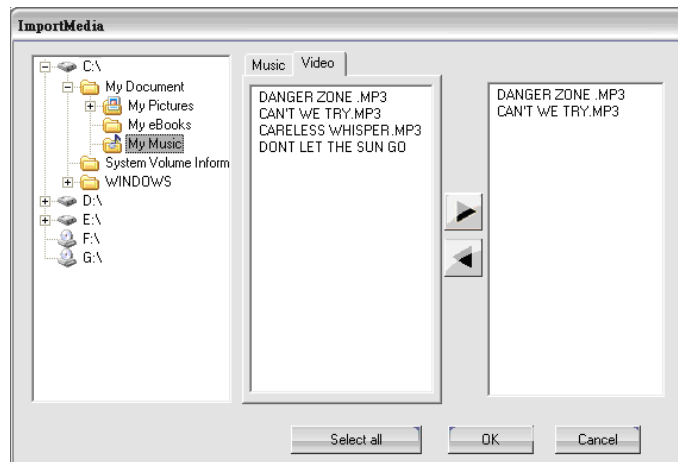 ImportMedia
C:\
My Document
My Pictures
My eBooks
My Music
System Volume Inform
WINDOWS
D:\
E:\
F:\
G:\
Music
Video
DANGER ZONE .MP3
CAN'T WE TRY.MP3
CARELESS WHISPER.MP3
DONT LET THE SUN GO
DANGER ZONE .MP3
CAN'T WE TRY.MP3
Select all
OK
Cancel